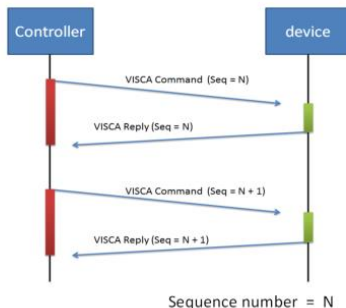 Controller
device
VISCA Command (Seq = N)
VISCA Reply (Seq = N)
VISCA Command (Seq = N + 1)
VISCA Reply (Seq = N + 1)
Sequence number = N